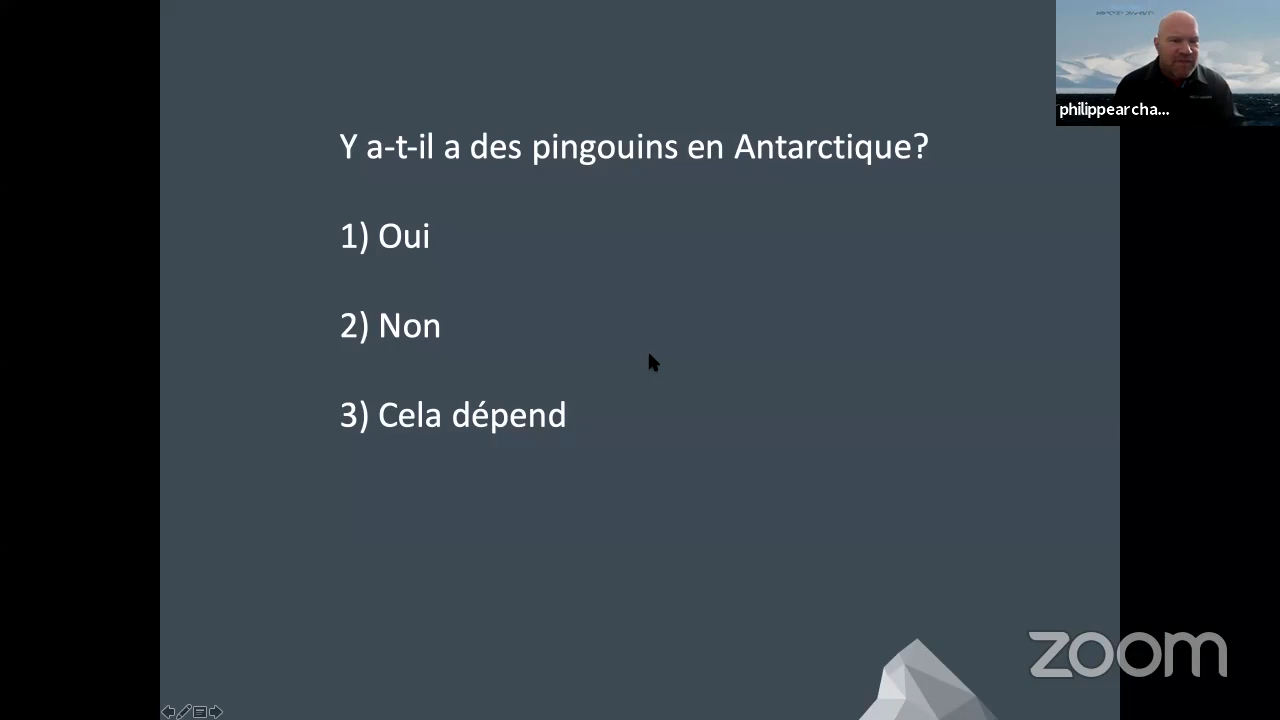 Y a-t-il a des pingouins en Antarctique?
1) Oui
2) Non
3) Cela dépend
philippearcha...
zoom